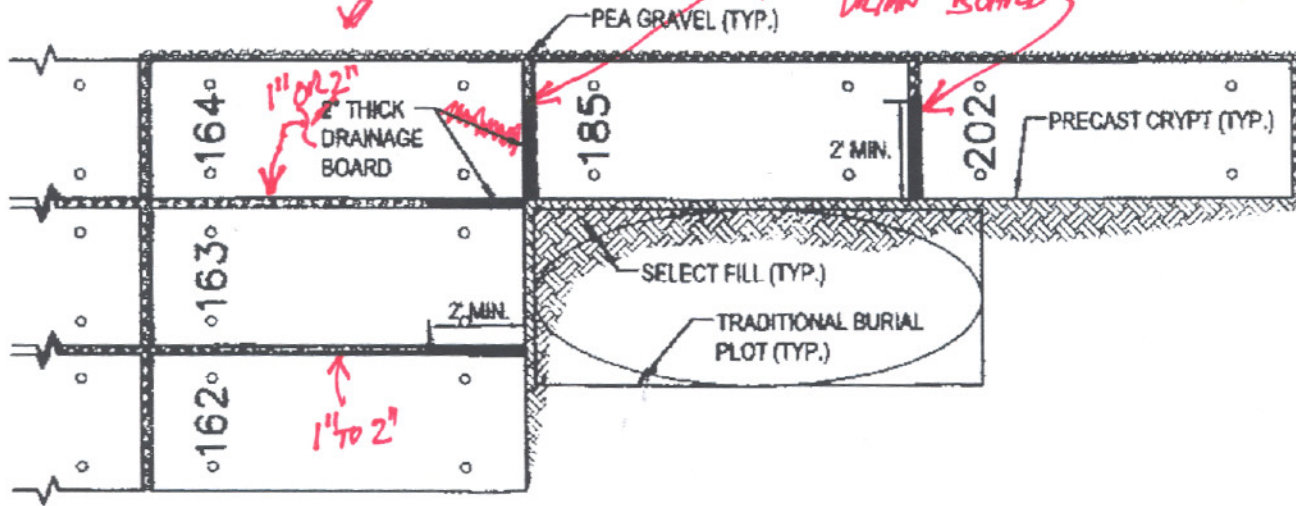 PEA GRAVEL (TYP.)
BOARD
1" OR 2"
2" THICK
DRAINAGE
BOARD
164
185
2' MIN.
202
PRECAST CRYPT (TYP.)
163
SELECT FILL (TYP.)
2' MIN.
TRADITIONAL BURIAL
PLOT (TYP.)
162
1" TO 2"